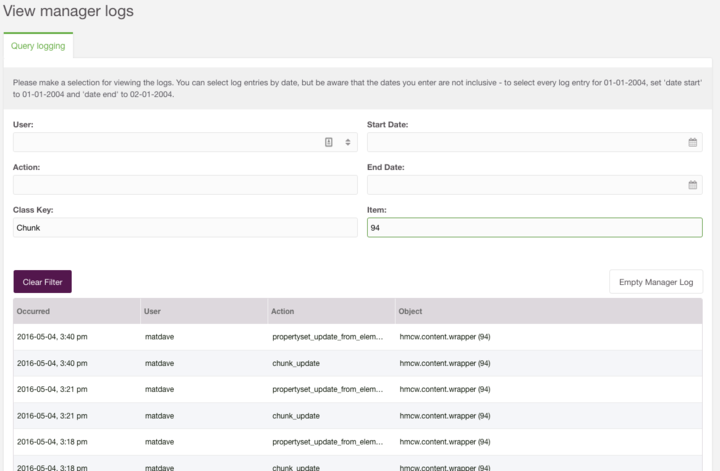 View manager logs
Query logging
Please make a selection for viewing the logs. You can select log entries by date, but be aware that the dates you enter are not inclusive - to select every log entry for 01-01-2004, set 'date start'
to 01-01-2004 and 'date end' to 02-01-2004.
User: Start Date:
Action: End Date:
Class Key: Item:
Chunk 94
Clear Filter Empty Manager Log
Occurred User Action Object
2016-05-04, 3:40 pm matdave propertyset_update_from_elem... hmcw.content.wrapper (94)
2016-05-04, 3:40 pm matdave chunk_update hmcw.content.wrapper (94)
2016-05-04, 3:21 pm matdave propertyset_update_from_elem... hmcw.content.wrapper (94)
2016-05-04, 3:21 pm matdave chunk_update hmcw.content.wrapper (94)
2016-05-04, 3:18 pm matdave propertyset_update_from_elem... hmcw.content.wrapper (94)
2016-05-04, 3:18 pm matdave chunk_update hmcw.content.wrapper (94)